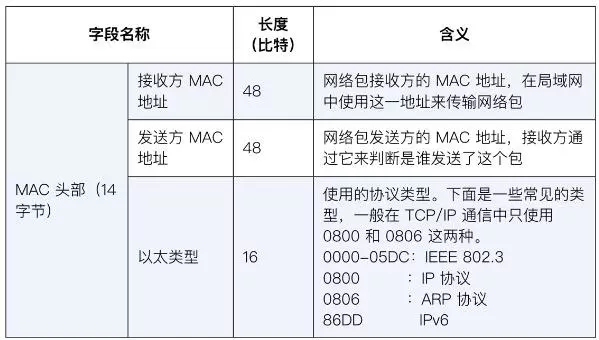 字段名称
长度
（比特）
含义
MAC 头部（14
字节）
接收方 MAC
地址
48
网络包接收方的 MAC 地址，在局域网
中使用这一地址来传输网络包
发送方 MAC
地址
48
网络包发送方的 MAC 地址，接收方通
过它来判断是谁发送了这个包
以太类型
16
使用的协议类型。下面是一些常见的类
型，一般在 TCP/IP 通信中只使用
0800 和 0806 这两种。
0000-05DC：IEEE 802.3
0800 ：IP 协议
0806 ：ARP 协议
86DD IPv6